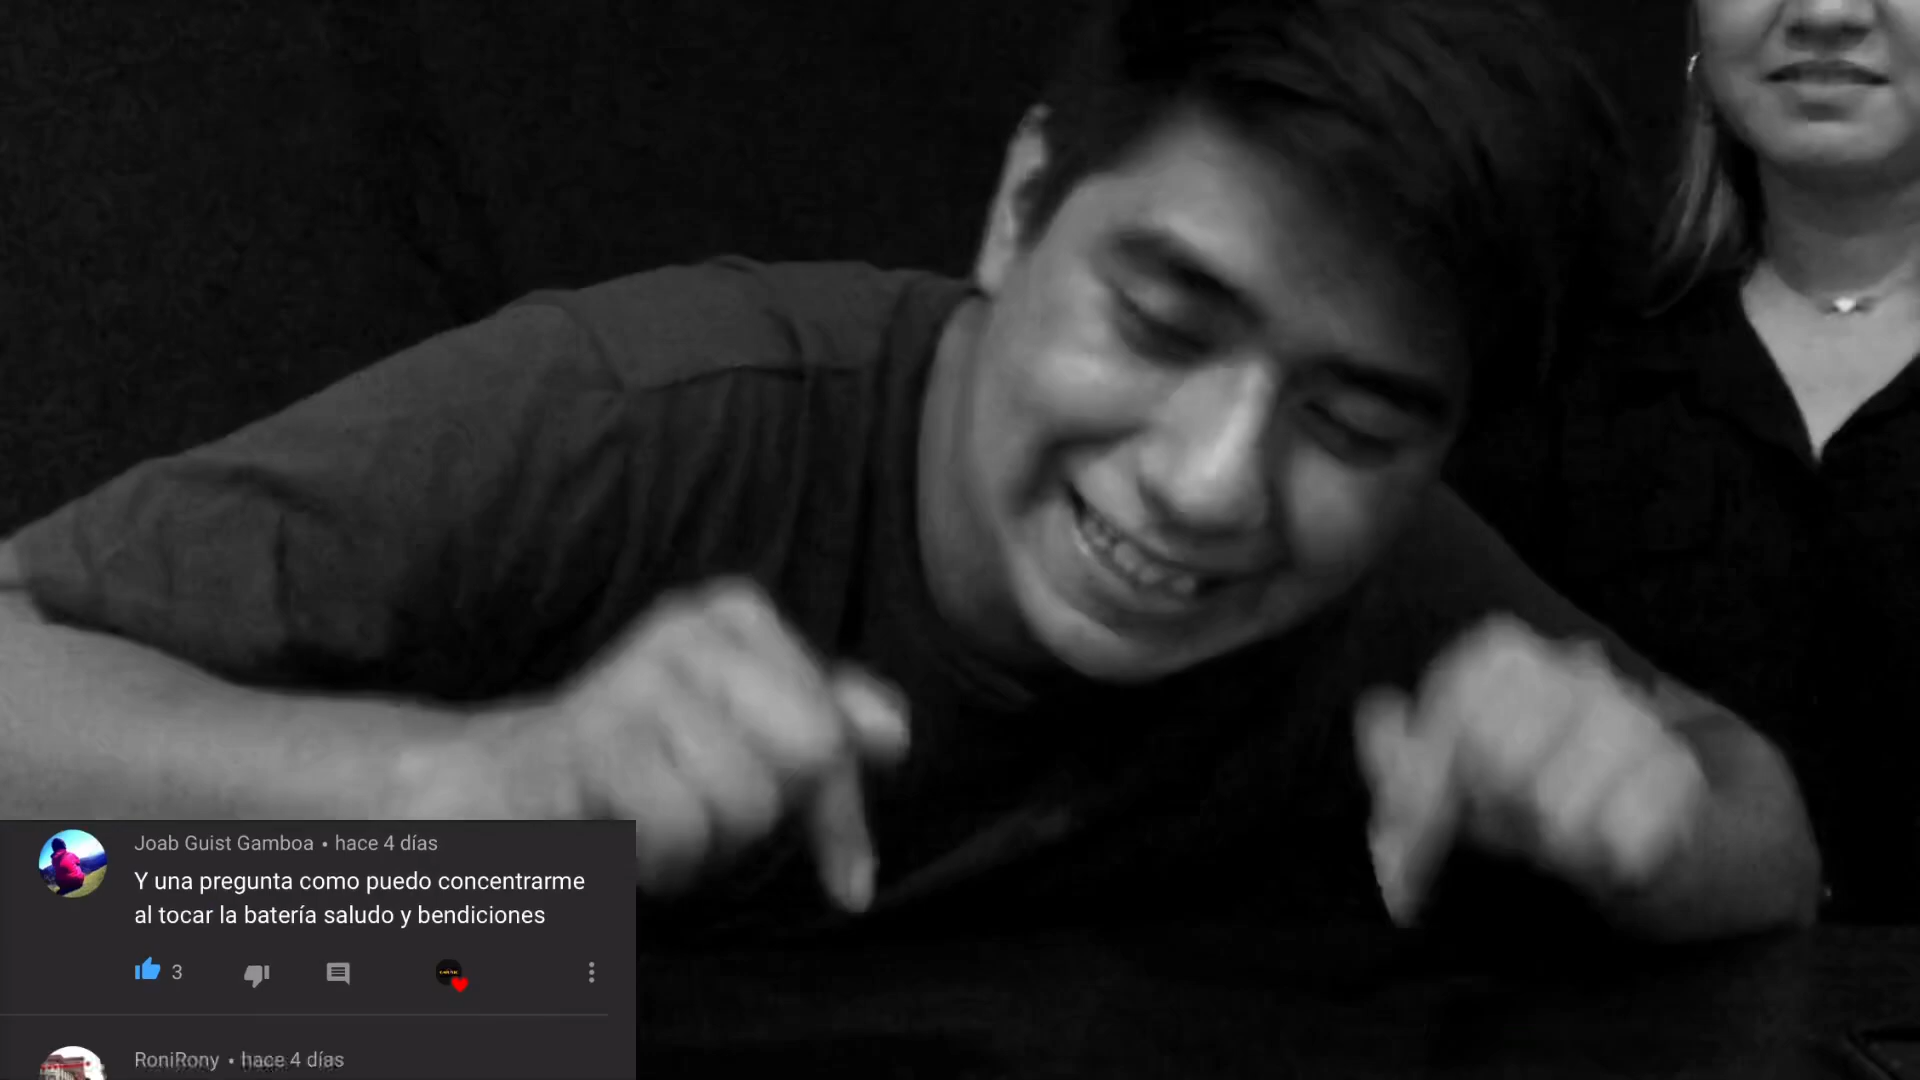 Joab Guist Gamboa • hace 4 días
Y una pregunta como puedo concentrarme
al tocar la batería saludo y bendiciones
3
RoniRony • hace 4 días